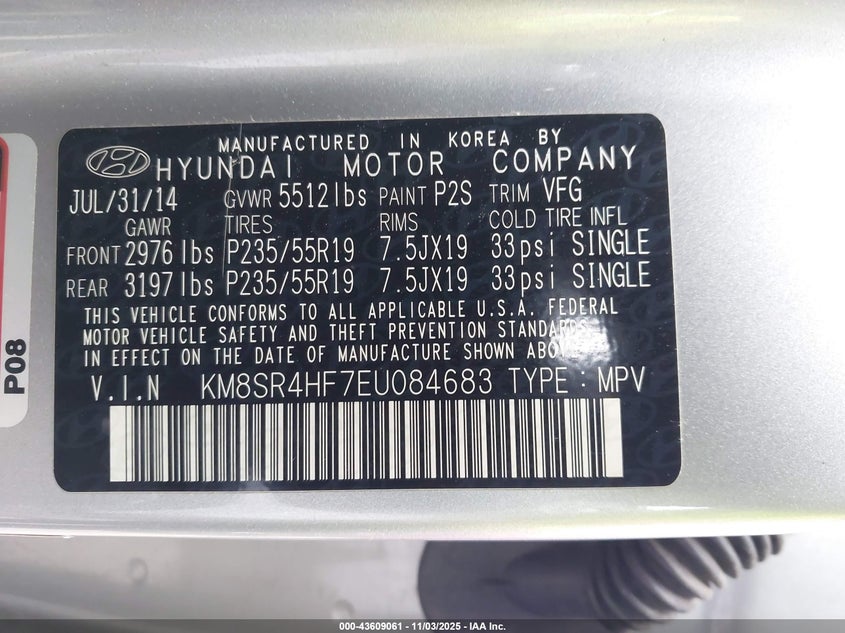 MANUFACTURED IN KOREA BY
HYUNDAI MOTOR COMPANY
JUL/31/14 GVWR 5512lbs PAINT P2S TRIM VFG
GAWR TIRES RIMS COLD TIRE INFL
FRONT 2976lbs P235/55R19 7.5JX19 33psi SINGLE
REAR 3197lbs P235/55R19 7.5JX19 33psi SINGLE
THIS VEHICLE CONFORMS TO ALL APPLICABLE U.S.A. FEDERAL
MOTOR VEHICLE SAFETY AND THEFT PREVENTION STANDARDS
IN EFFECT ON THE DATE OF MANUFACTURE SHOWN ABOVE
V.I.N KM8SR4HF7EU084683 TYPE : MPV
P08
000-43609061 - 11/03/2025 - IAA Inc.